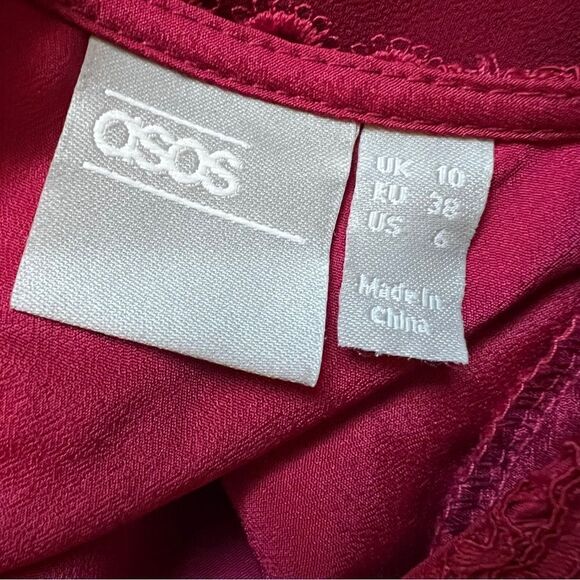 asos
UK 10
EU 38
US 6
Made In
China